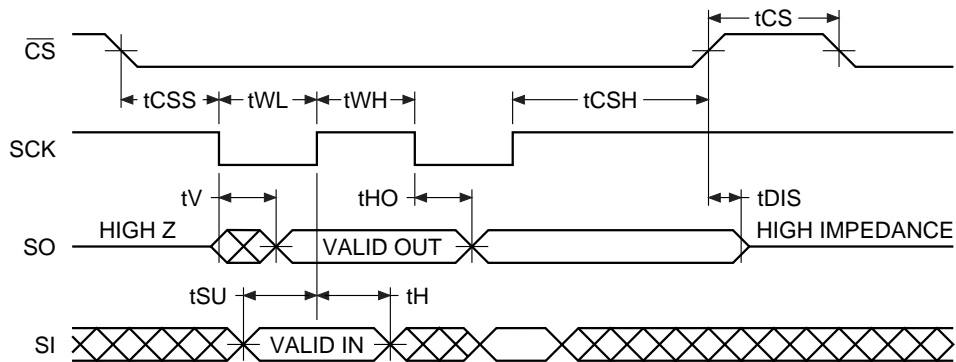 tCS
C̅S̅
tCSS tWL tWH tCSH
SCK
tV tHO tDIS
HIGH Z HIGH IMPEDANCE
SO VALID OUT
tSU tH
SI VALID IN